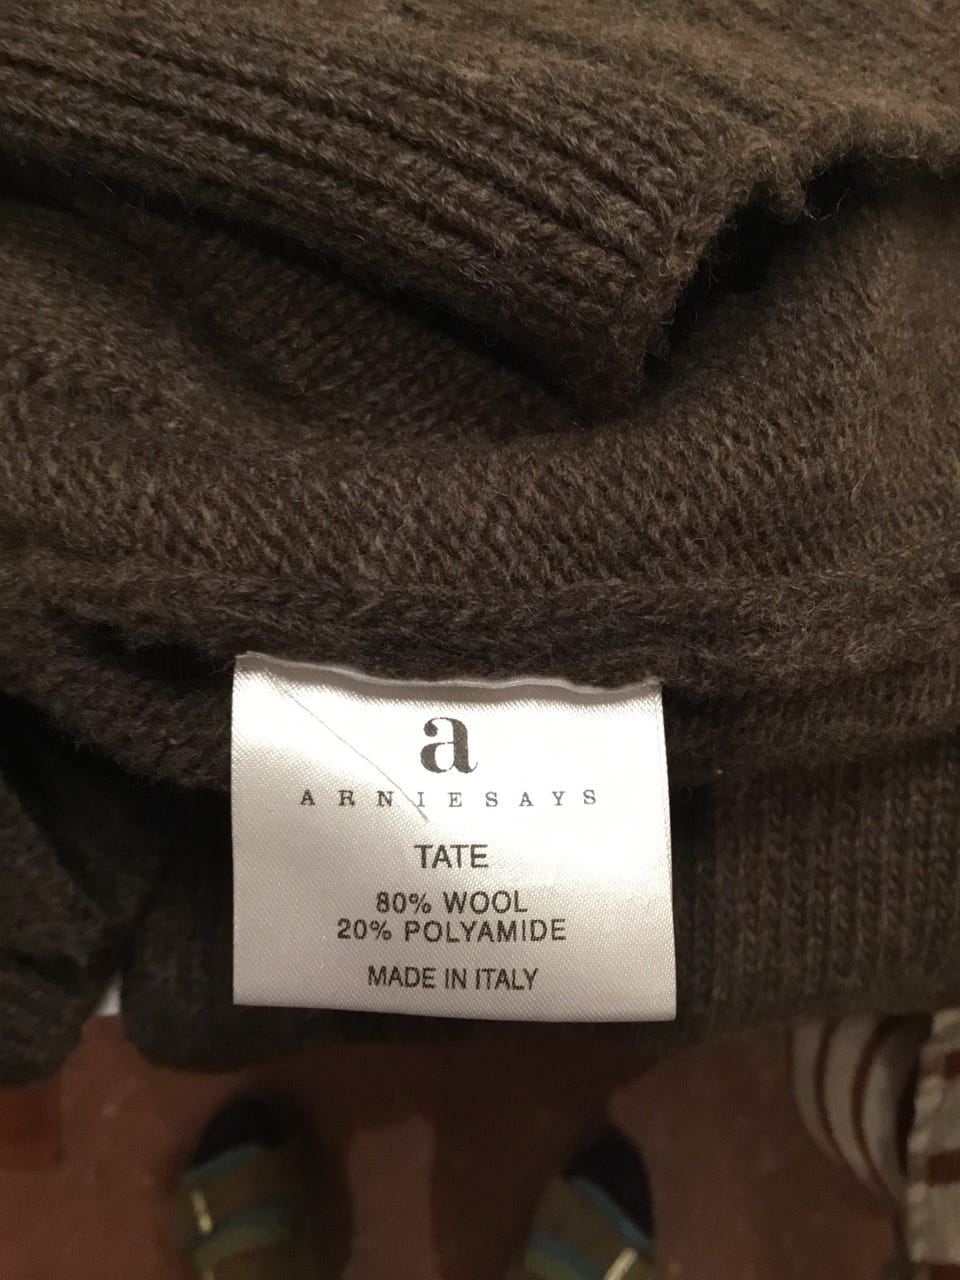 a
ARNIESAYS
TATE
80% WOOL
20% POLYAMIDE
MADE IN ITALY